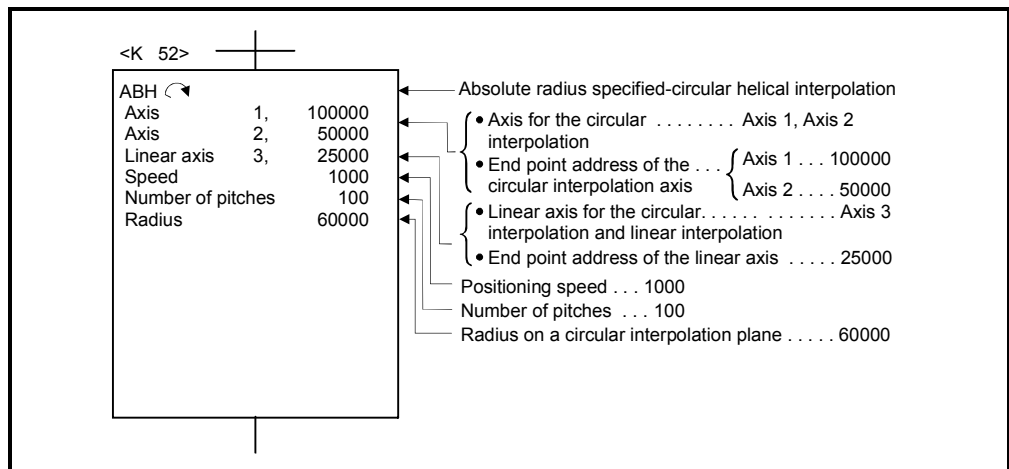 <K 52>
ABH
Axis 1, 100000
Axis 2, 50000
Linear axis 3, 25000
Speed 1000
Number of pitches 100
Radius 60000
Absolute radius specified-circular helical interpolation
• Axis for the circular . . . . . . . . Axis 1, Axis 2
interpolation
• End point address of the . . . Axis 1 . . . 100000
circular interpolation axis Axis 2 . . . . 50000
• Linear axis for the circular. . . . . . . . . . . . . Axis 3
interpolation and linear interpolation
• End point address of the linear axis . . . . . 25000
Positioning speed . . . 1000
Number of pitches . . . 100
Radius on a circular interpolation plane . . . . . 60000